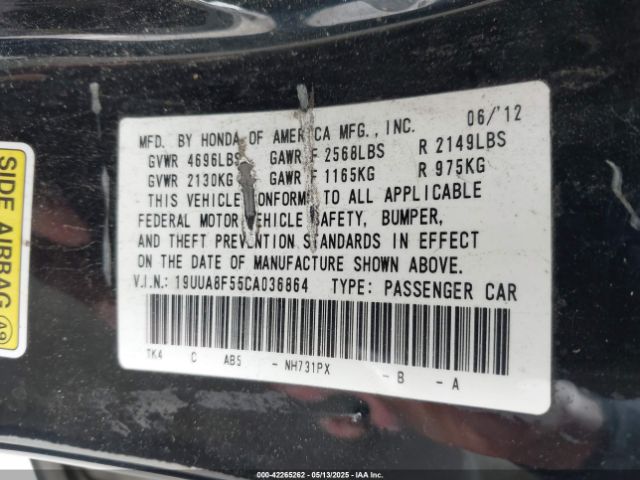 06/'12
MFD. BY HONDA OF AMERICA MFG., INC.
GVWR 4696LBS GAWR F 2568LBS R 2149LBS
GVWR 2130KG GAWR F 1165KG R 975KG
THIS VEHICLE CONFORMS TO ALL APPLICABLE
FEDERAL MOTOR VEHICLE SAFETY, BUMPER,
AND THEFT PREVENTION STANDARDS IN EFFECT
ON THE DATE OF MANUFACTURE SHOWN ABOVE.
V.I.N.: 19UUA8F55CA036864 TYPE: PASSENGER CAR
TK4 C AB5 - NH731PX - B - A
SIDE AIRBAG
A9
000-42265262 - 05/13/2025 - IAA Inc.